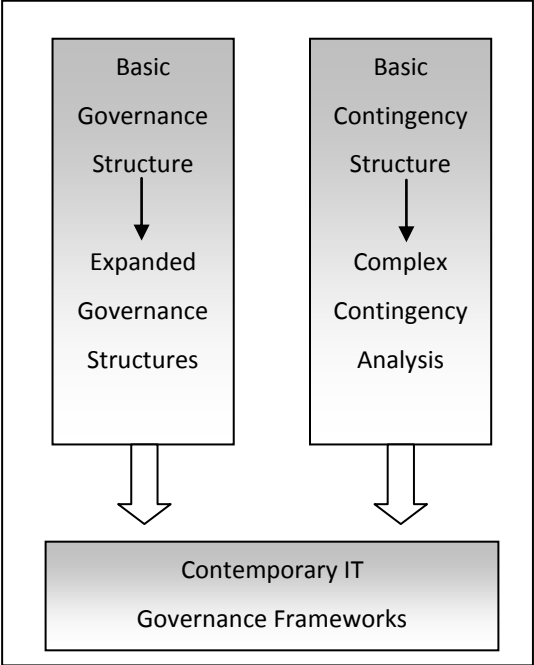 Basic
Governance
Structure
Expanded
Governance
Structures
Basic
Contingency
Structure
Complex
Contingency
Analysis
Contemporary IT
Governance Frameworks